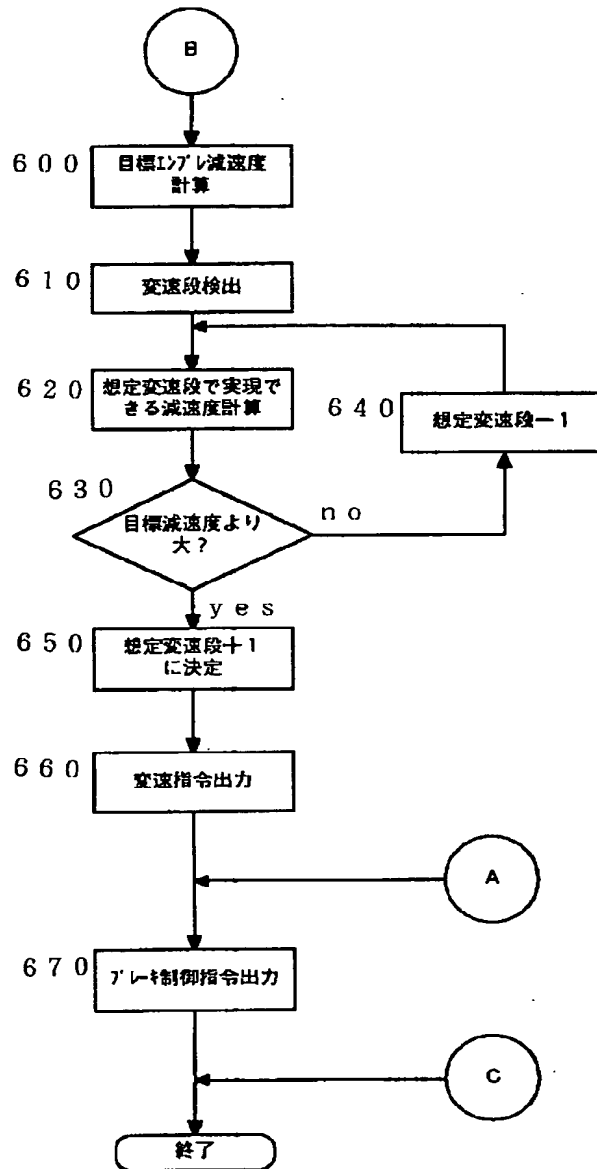 B
600
目標ｴﾝﾌﾞﾚ減速度
計算
610
変速段検出
620
想定変速段で実現で
きる減速度計算
640
想定変速段－1
630
目標減速度より
大？
no
yes
650
想定変速段＋1
に決定
660
変速指令出力
A
670
ﾌﾞﾚｰｷ制御指令出力
C
終了